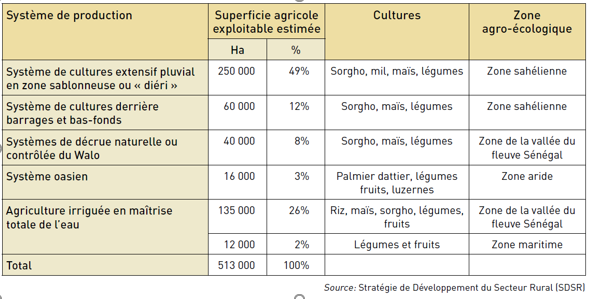 Système de production Superficie agricole exploitable estimée Cultures Zone agro-écologique
Ha %
Système de cultures extensif pluvial en zone sablonneuse ou « diéri » 250 000 49% Sorgho, mil, maïs, légumes Zone sahélienne
Système de cultures derrière barrages et bas-fonds 60 000 12% Sorgho, maïs, légumes Zone sahélienne
Systèmes de décrue naturelle ou contrôlée du Walo 40 000 8% Sorgho, maïs, légumes Zone de la vallée du fleuve Sénégal
Système oasien 16 000 3% Palmier dattier, légumes fruits, luzernes Zone aride
Agriculture irriguée en maîtrise totale de l'eau 135 000 26% Riz, maïs, sorgho, légumes, fruits Zone de la vallée du fleuve Sénégal
12 000 2% Légumes et fruits Zone maritime
Total 513 000 100%
Source: Stratégie de Développement du Secteur Rural (SDSR)